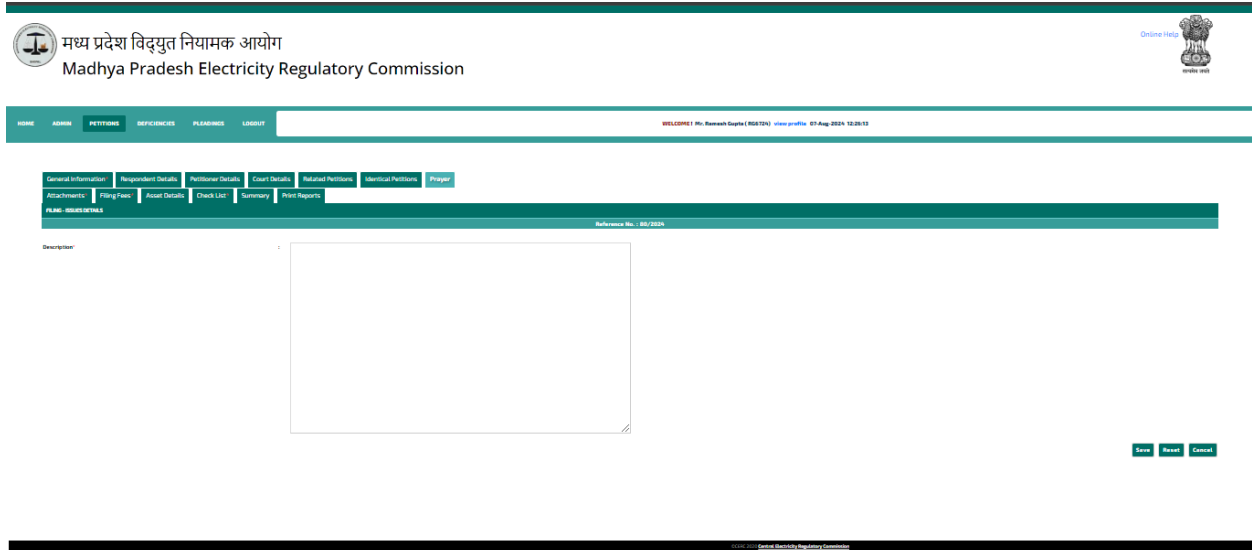 मध्य प्रदेश विद्युत नियामक आयोग
Madhya Pradesh Electricity Regulatory Commission
Online Help
सत्यमेव जयते
HOME ADMIN PETITIONS DEFICIENCIES PLEADINGS LOGOUT
WELCOME ! Mr. Ramesh Gupta ( RG6724) view profile 07-Aug-2024 12:26:13
General Information* Respondent Details Petitioner Details Court Details Related Petitions Identical Petitions Prayer
Attachments* Filing Fees* Asset Details Check List* Summary Print Reports
FILING - ISSUES DETAILS
Reference No. : 80/2024
Description* :
Save Reset Cancel
©CERC 2020 Central Electricity Regulatory Commission